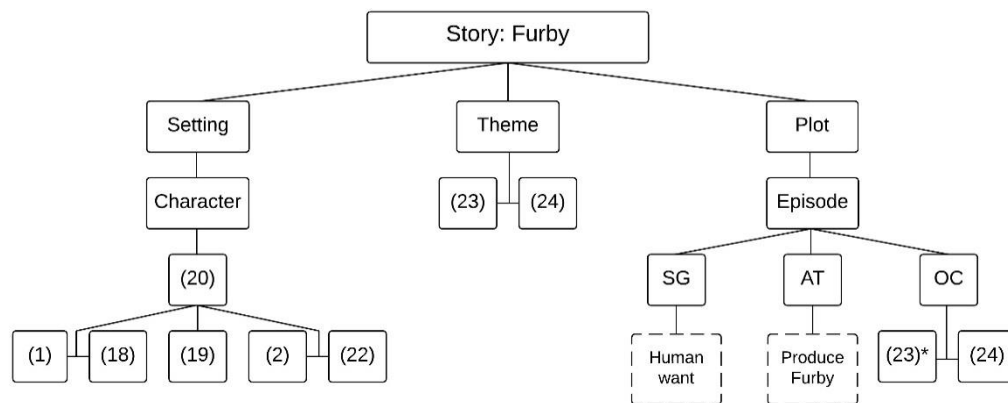 Story: Furby
Setting
Theme
Plot
Character
(23)
(24)
Episode
(20)
SG
AT
OC
(1)
(18)
(19)
(2)
(22)
Human
want
Produce
Furby
(23)*
(24)